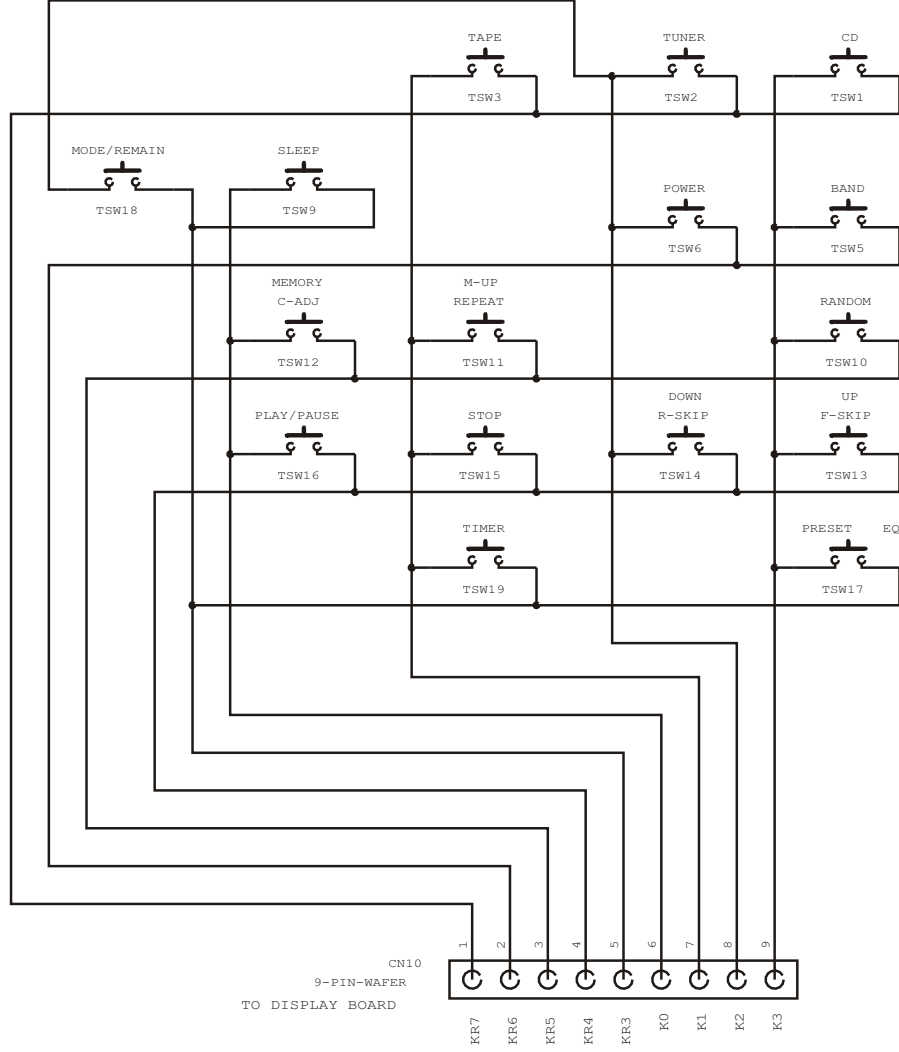 TAPE TUNER CD
TSW3 TSW2 TSW1
MODE/REMAIN SLEEP
TSW18 TSW9
POWER BAND
TSW6 TSW5
MEMORY M-UP
C-ADJ REPEAT RANDOM
TSW12 TSW11 TSW10
DOWN UP
PLAY/PAUSE STOP R-SKIP F-SKIP
TSW16 TSW15 TSW14 TSW13
TIMER PRESET EQ
TSW19 TSW17
1 2 3 4 5 6 7 8 9
CN10
9-PIN-WAFER
TO DISPLAY BOARD
KR7 KR6 KR5 KR4 KR3 K0 K1 K2 K3